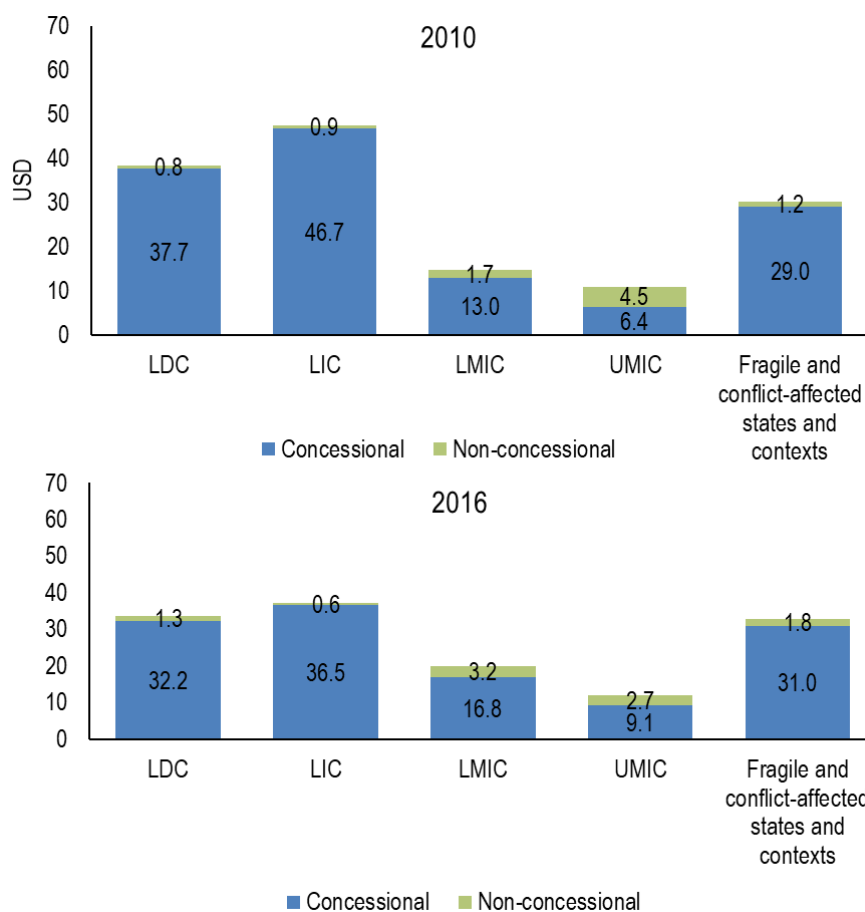 2010
70
60
50
40
30
20
10
0
USD
0.8
37.7
0.9
46.7
1.7
13.0
4.5
6.4
1.2
29.0
LDC
LIC
LMIC
UMIC
Fragile and
conflict-affected
states and
contexts
Concessional
Non-concessional
2016
70
60
50
40
30
20
10
0
1.3
32.2
0.6
36.5
3.2
16.8
2.7
9.1
1.8
31.0
LDC
LIC
LMIC
UMIC
Fragile and
conflict-affected
states and
contexts
Concessional
Non-concessional